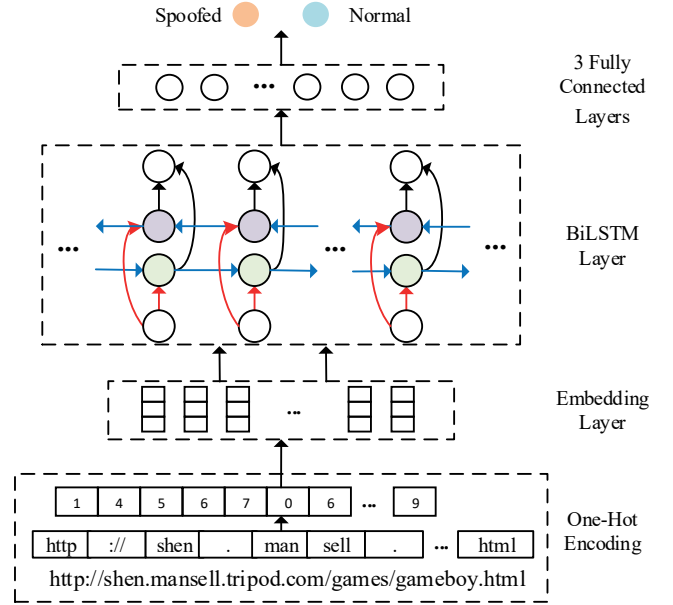 Spoofed Normal
3 Fully
Connected
Layers
...
BiLSTM
Layer
... ... ...
Embedding
Layer
...
One-Hot
Encoding
1 4 5 6 7 0 6 ... 9
http :// shen . man sell . ... html
http://shen.mansell.tripod.com/games/gameboy.html